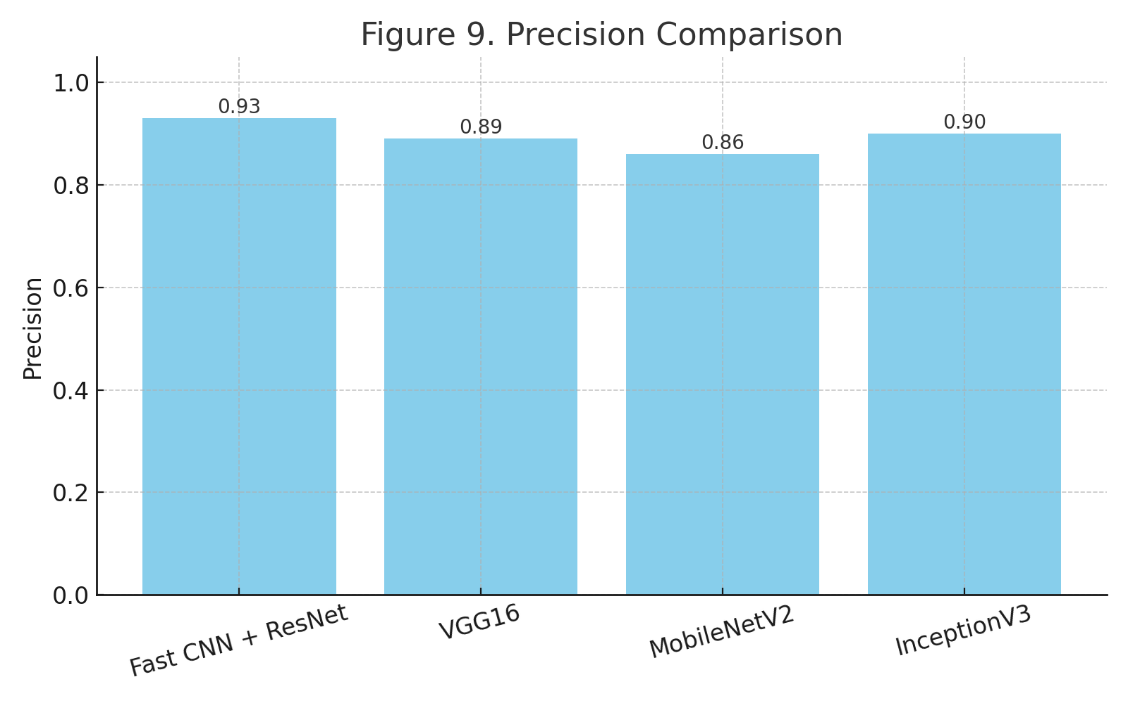 Figure 9. Precision Comparison
Precision
1.0
0.8
0.6
0.4
0.2
0.0
0.93
0.89
0.86
0.90
Fast CNN + ResNet
VGG16
MobileNetV2
InceptionV3